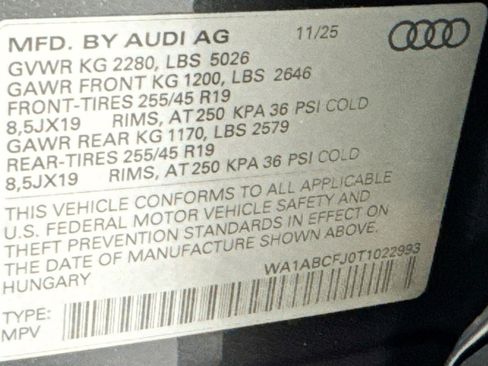 MFD. BY AUDI AG 11/25
GVWR KG 2280, LBS 5026
GAWR FRONT KG 1200, LBS 2646
FRONT-TIRES 255/45 R19
8,5JX19 RIMS, AT 250 KPA 36 PSI COLD
GAWR REAR KG 1170, LBS 2579
REAR-TIRES 255/45 R19
8,5JX19 RIMS, AT 250 KPA 36 PSI COLD
THIS VEHICLE CONFORMS TO ALL APPLICABLE
U.S. FEDERAL MOTOR VEHICLE SAFETY AND
THEFT PREVENTION STANDARDS IN EFFECT ON
THE DATE OF MANUFACTURE SHOWN ABOVE.
HUNGARY WA1ABCFJ0T1022993
TYPE:
MPV